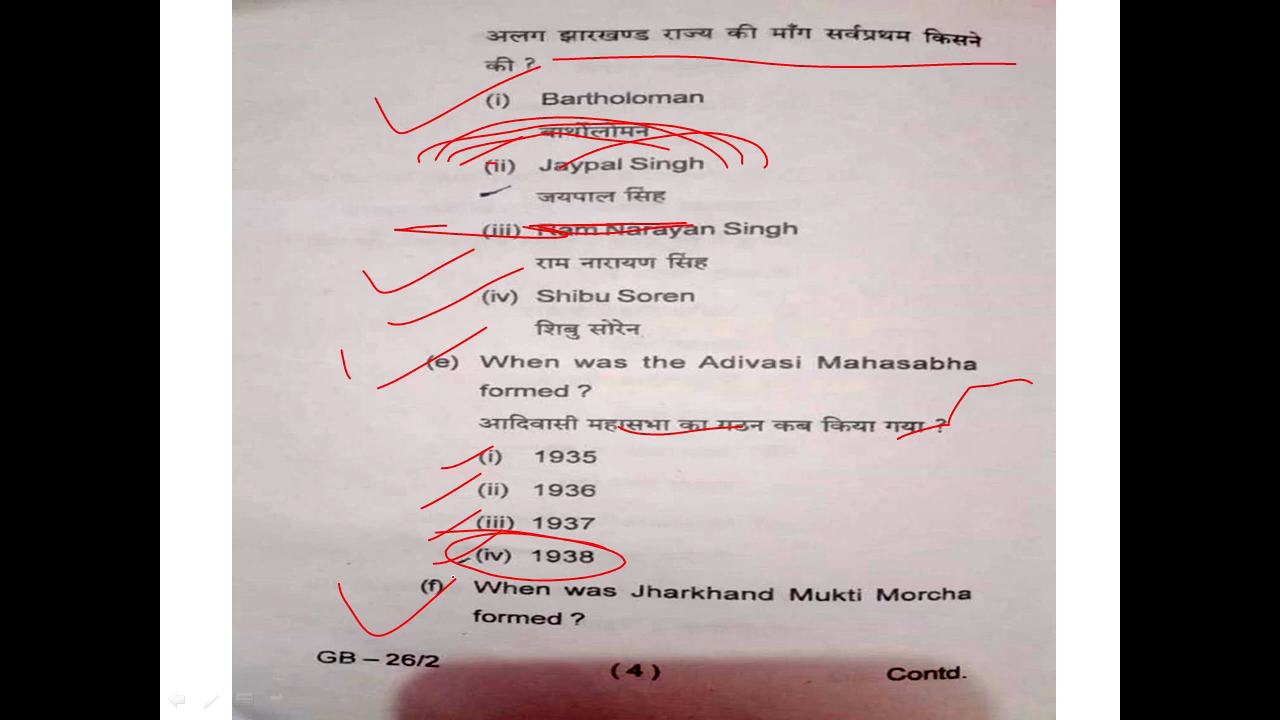 अलग झारखण्ड राज्य की माँग सर्वप्रथम किसने
की ?
(i) Bartholoman
बार्थोलोमन
(ii) Jaypal Singh
जयपाल सिंह
(iii) Ram Narayan Singh
राम नारायण सिंह
(iv) Shibu Soren
शिबु सोरेन
(e) When was the Adivasi Mahasabha
formed ?
आदिवासी महासभा का गठन कब किया गया ?
(i) 1935
(ii) 1936
(iii) 1937
(iv) 1938
(f) When was Jharkhand Mukti Morcha
formed ?
GB – 26/2 (4) Contd.